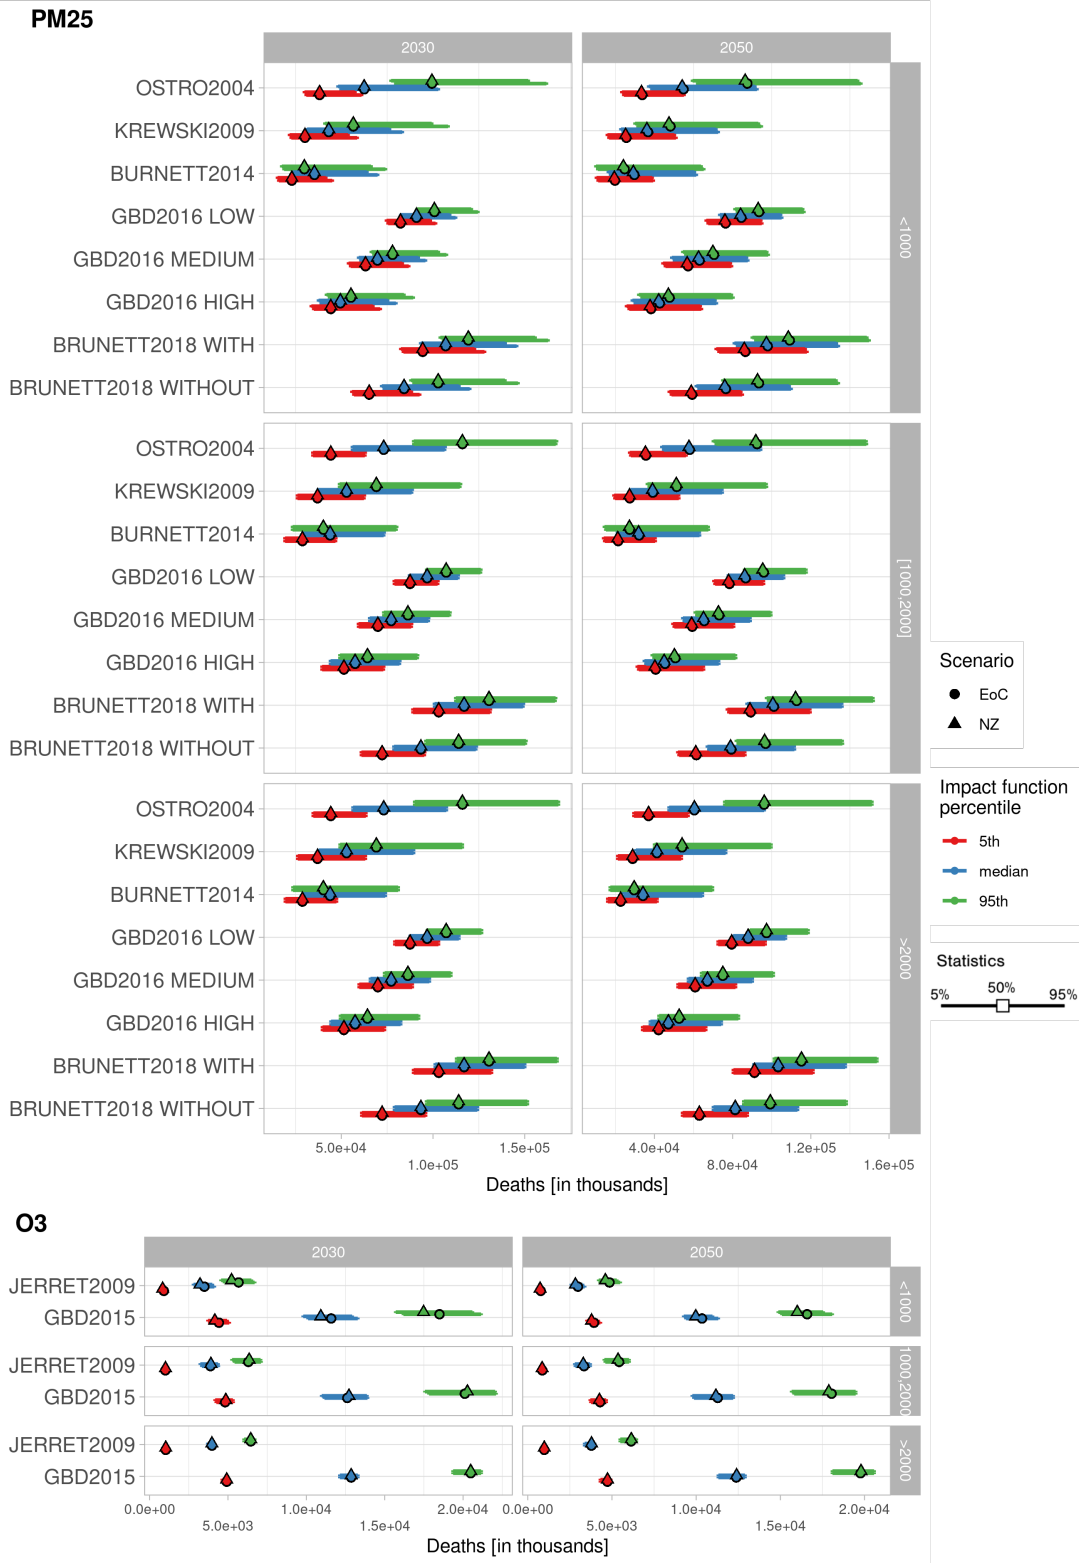 PM25
2030
2050
OSTRO2004
KREWSKI2009
BURNETT2014
GBD2016 LOW
GBD2016 MEDIUM
GBD2016 HIGH
BRUNETT2018 WITH
BRUNETT2018 WITHOUT
<1000
OSTRO2004
KREWSKI2009
BURNETT2014
GBD2016 LOW
GBD2016 MEDIUM
GBD2016 HIGH
BRUNETT2018 WITH
BRUNETT2018 WITHOUT
[1000,2000]
OSTRO2004
KREWSKI2009
BURNETT2014
GBD2016 LOW
GBD2016 MEDIUM
GBD2016 HIGH
BRUNETT2018 WITH
BRUNETT2018 WITHOUT
>2000
5.0e+04 1.0e+05 1.5e+05
4.0e+04 8.0e+04 1.2e+05 1.6e+05
Deaths [in thousands]
Scenario
EoC
NZ
Impact function
percentile
5th
median
95th
Statistics
5% 50% 95%
O3
2030
2050
JERRET2009
GBD2015
<1000
JERRET2009
GBD2015
1000,2000
JERRET2009
GBD2015
>2000
0.0e+00 5.0e+03 1.0e+04 1.5e+04 2.0e+04
0.0e+00 5.0e+03 1.0e+04 1.5e+04 2.0e+04
Deaths [in thousands]